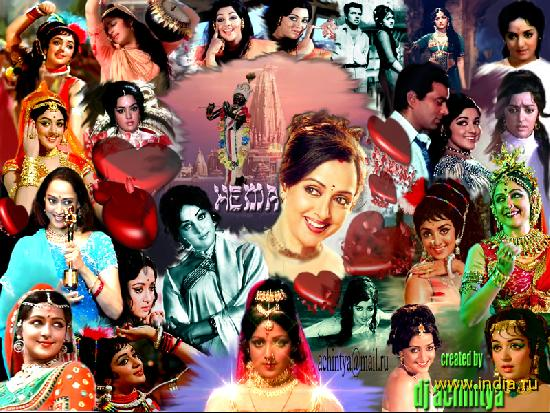 HEMA
achintya@mail.ru
created by
www.india.ru
dj achintya